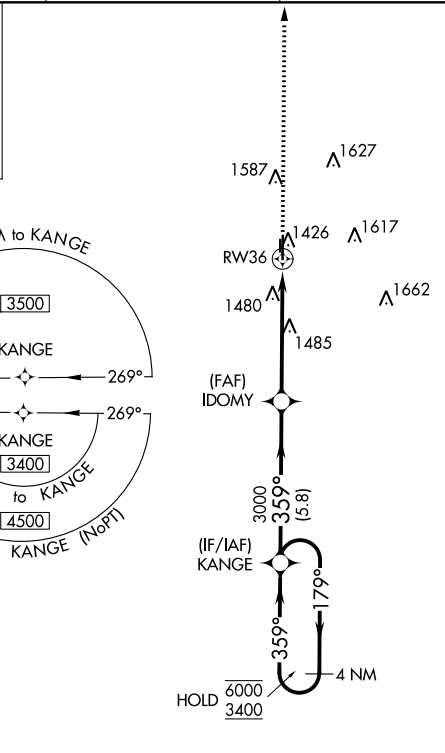 1627
1587
1426
1617
RW36
1662
1480
1485
to KANGE
3500
KANGE
269°
269°
KANGE
3400
to KANGE
4500
KANGE (NoPT)
(FAF)
IDOMY
3000
359°
(5.8)
(IF/IAF)
KANGE
179°
359°
4 NM
HOLD 6000
3400